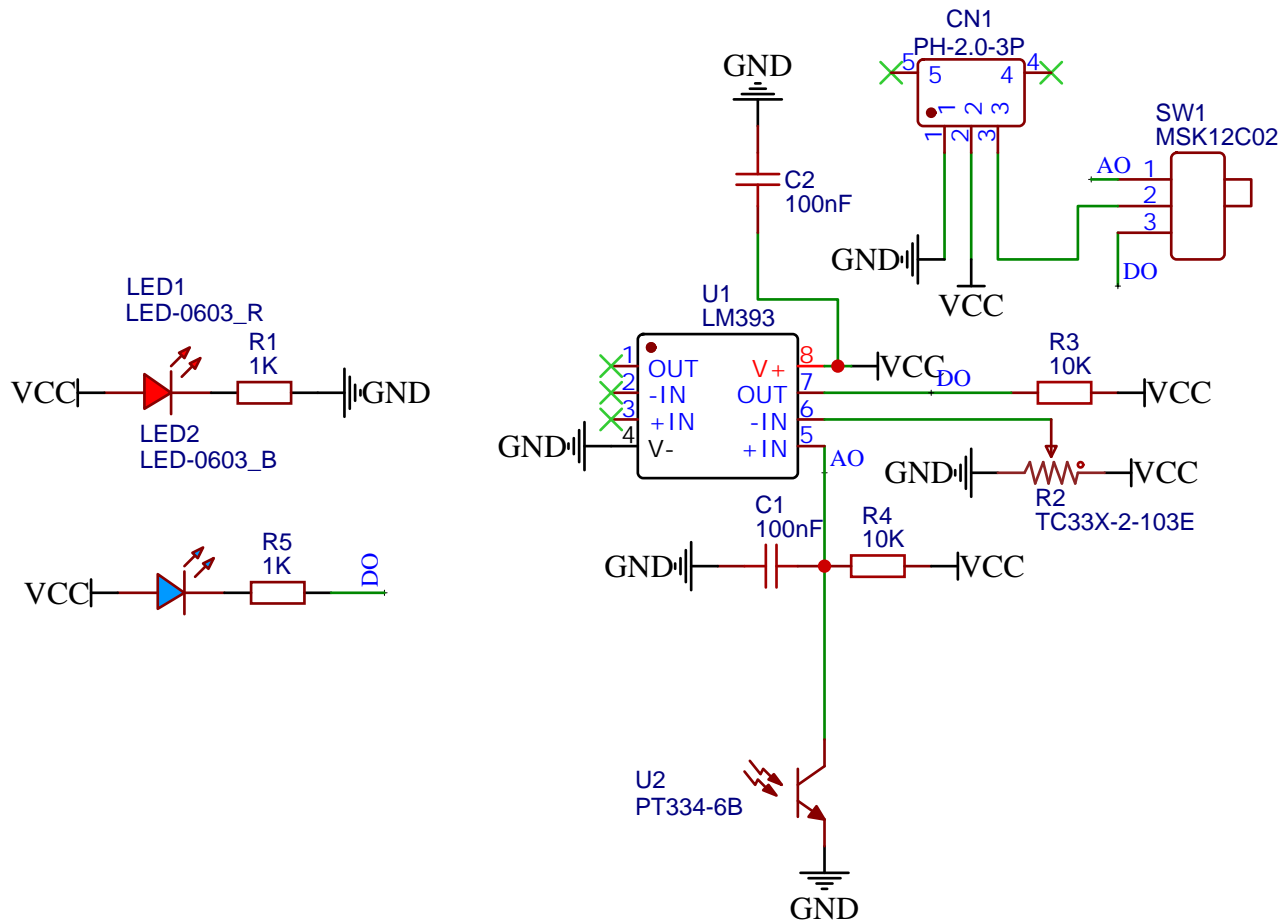 CN1
PH-2.0-3P
GND
5
5
4
4
1
2
3
1
2
3
SW1
MSK12C02
AO
1
2
3
DO
C2
100nF
GND
VCC
LED1
LED-0603_R
R1
1K
VCC
GND
LED2
LED-0603_B
U1
LM393
1
OUT
2
-IN
3
+IN
4
V-
GND
V+
8
VCC
OUT
7
DO
-IN
6
+IN
5
R3
10K
VCC
AO
GND
VCC
R2
TC33X-2-103E
C1
100nF
R4
10K
GND
VCC
R5
1K
VCC
DO
U2
PT334-6B
GND